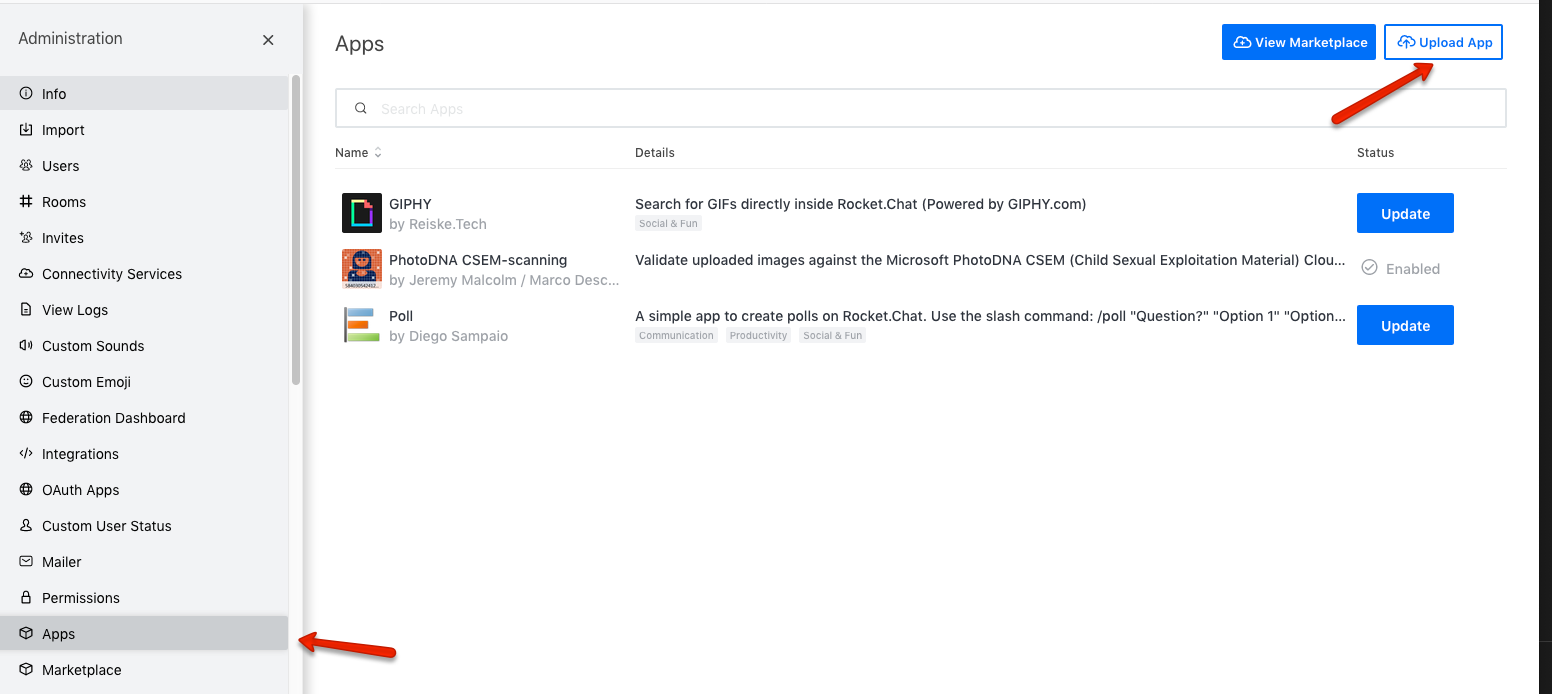 Administration
Info
Import
Users
Rooms
Invites
Connectivity Services
View Logs
Custom Sounds
Custom Emoji
Federation Dashboard
Integrations
OAuth Apps
Custom User Status
Mailer
Permissions
Apps
Marketplace
Apps
View Marketplace
Upload App
Search Apps
Name
Details
Status
GIPHY
by Reiske.Tech
Search for GIFs directly inside Rocket.Chat (Powered by GIPHY.com)
Social & Fun
Update
PhotoDNA CSEM-scanning
by Jeremy Malcolm / Marco Desc...
Validate uploaded images against the Microsoft PhotoDNA CSEM (Child Sexual Exploitation Material) Clou...
Enabled
Poll
by Diego Sampaio
A simple app to create polls on Rocket.Chat. Use the slash command: /poll "Question?" "Option 1" "Option...
Communication
Productivity
Social & Fun
Update